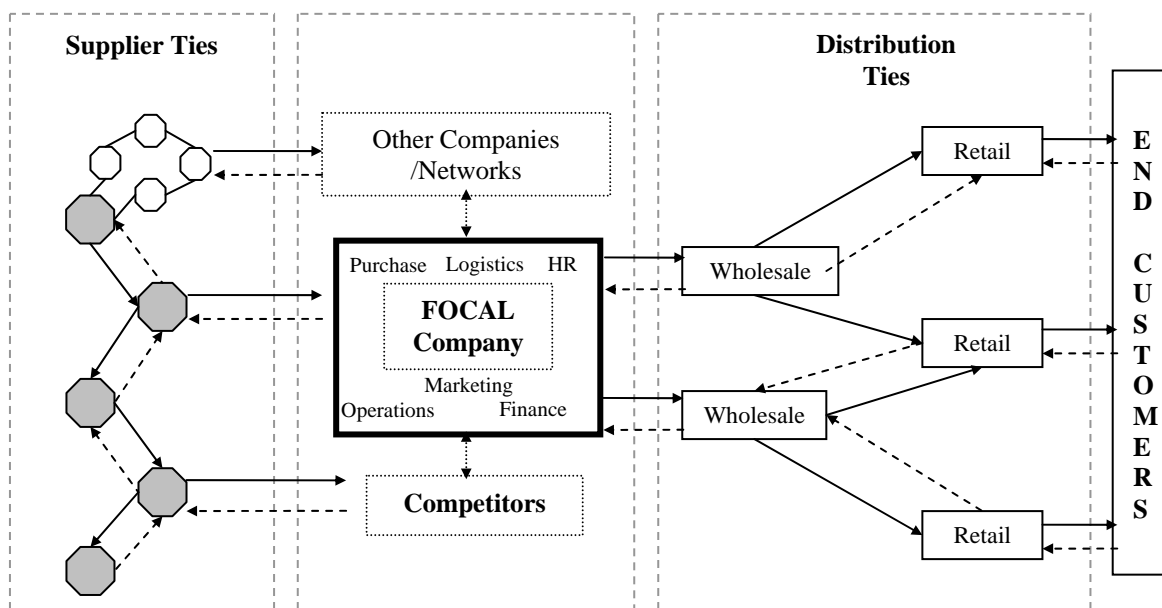 Supplier Ties
Distribution
Ties
Other Companies
/Networks
Purchase Logistics HR
FOCAL
Company
Marketing
Operations Finance
Competitors
Wholesale
Wholesale
Retail
Retail
Retail
E
N
D
C
U
S
T
O
M
E
R
S